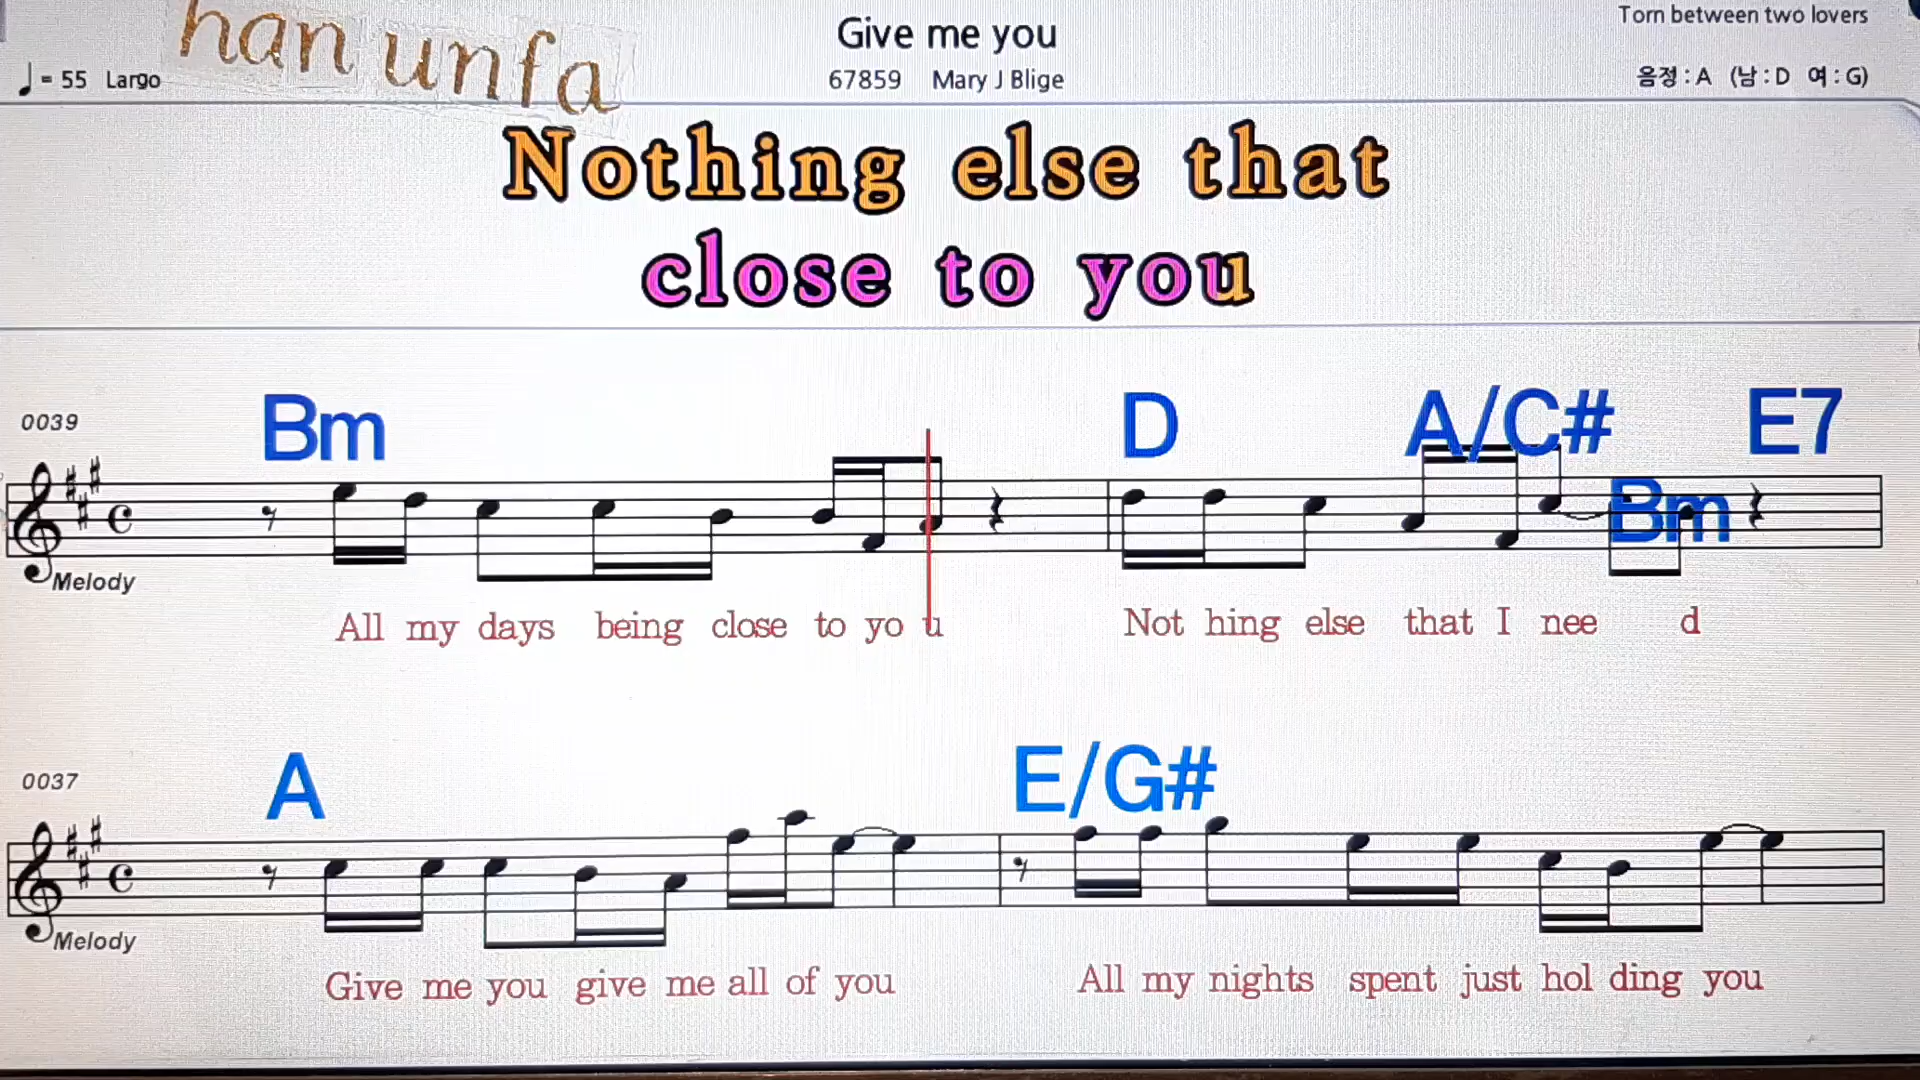 han unfa
Give me you
Torn between two lovers
♩ = 55 Largo
67859 Mary J Blige
음정 : A (남 : D 여 : G)
Nothing else that
close to you
0039
Bm D A/C# Bm E7
Melody
All my days being close to yo u Not hing else that I nee d
0037
A E/G#
Melody
Give me you give me all of you All my nights spent just hol ding you